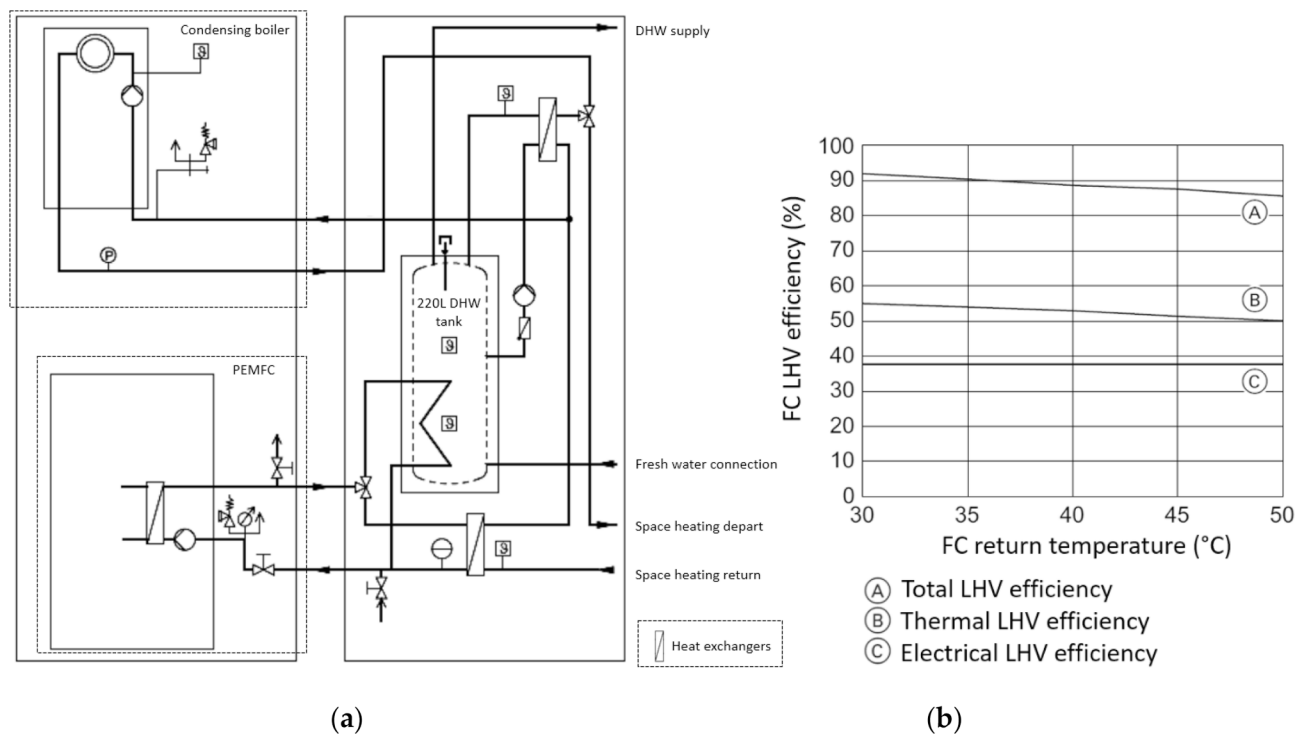 Condensing boiler
DHW supply
ϑ
ϑ
P
220L DHW
tank
ϑ
ϑ
PEMFC
Fresh water connection
Space heating depart
ϑ
Space heating return
Heat exchangers
(a)
FC LHV efficiency (%)
100
90
80
70
60
50
40
30
20
10
0
A
B
C
30 35 40 45 50
FC return temperature (°C)
A Total LHV efficiency
B Thermal LHV efficiency
C Electrical LHV efficiency
(b)